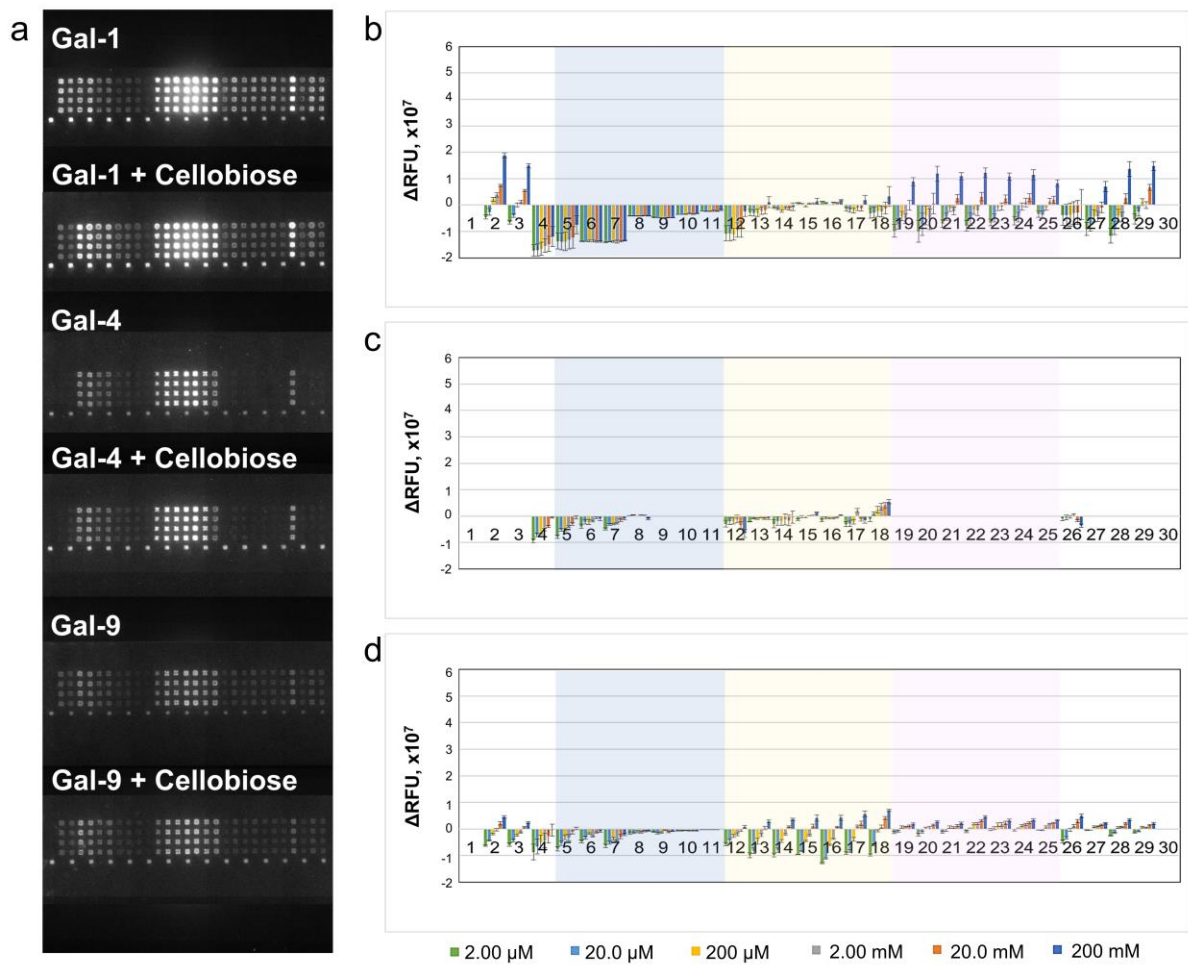 a
Gal-1
Gal-1 + Cellobiose
Gal-4
Gal-4 + Cellobiose
Gal-9
Gal-9 + Cellobiose
b
ΔRFU, x10⁷
6
5
4
3
2
1
0
-1
-2
1 2 3 4 5 6 7 8 9 10 11 12 13 14 15 16 17 18 19 20 21 22 23 24 25 26 27 28 29 30
c
ΔRFU, x10⁷
6
5
4
3
2
1
0
-1
-2
1 2 3 4 5 6 7 8 9 10 11 12 13 14 15 16 17 18 19 20 21 22 23 24 25 26 27 28 29 30
d
ΔRFU, x10⁷
6
5
4
3
2
1
0
-1
-2
1 2 3 4 5 6 7 8 9 10 11 12 13 14 15 16 17 18 19 20 21 22 23 24 25 26 27 28 29 30
2.00 µM 20.0 µM 200 µM 2.00 mM 20.0 mM 200 mM